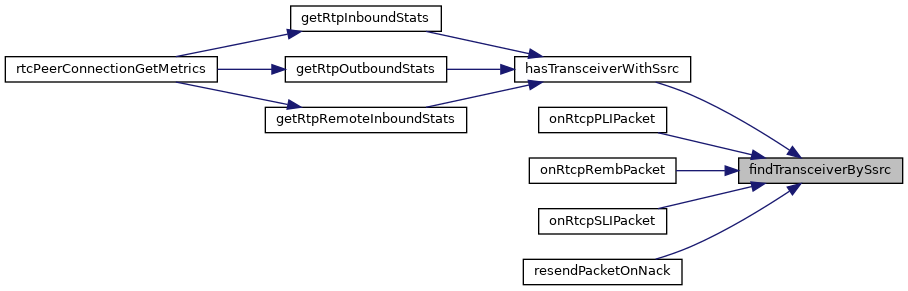 getRtpInboundStats
rtcPeerConnectionGetMetrics
getRtpOutboundStats
hasTransceiverWithSsrc
getRtpRemoteInboundStats
onRtcpPLIPacket
onRtcpRembPacket
findTransceiverBySsrc
onRtcpSLIPacket
resendPacketOnNack